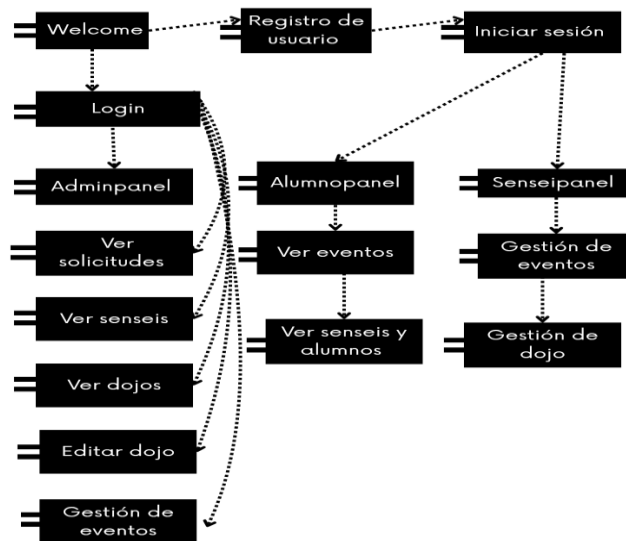 Welcome
Registro de
usuario
Iniciar sesión
Login
Adminpanel
Alumnopanel
Senseipanel
Ver
solicitudes
Ver eventos
Gestión de
eventos
Ver senseis
Ver senseis y
alumnos
Gestión de
dojo
Ver dojos
Editar dojo
Gestión de
eventos